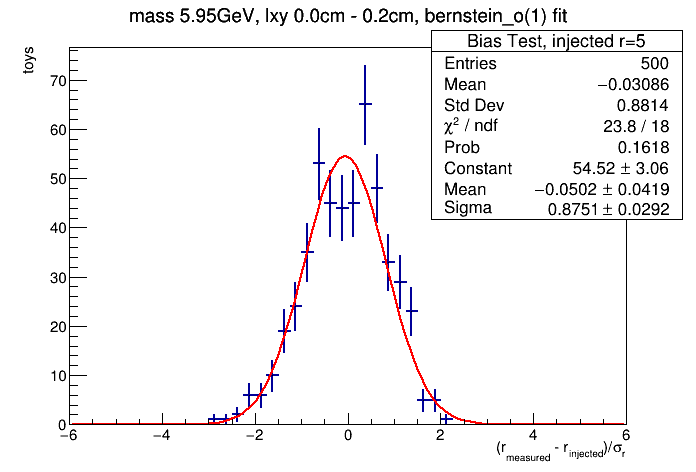 mass 5.95GeV, lxy 0.0cm - 0.2cm, bernstein_o(1) fit
Bias Test, injected r=5
Entries 500
Mean −0.03086
Std Dev 0.8814
χ² / ndf 23.8 / 18
Prob 0.1618
Constant 54.52 ± 3.06
Mean −0.0502 ± 0.0419
Sigma 0.8751 ± 0.0292
toys
70
60
50
40
30
20
10
0
−6 −4 −2 0 2 4 6
(r_measured - r_injected)/σ_r